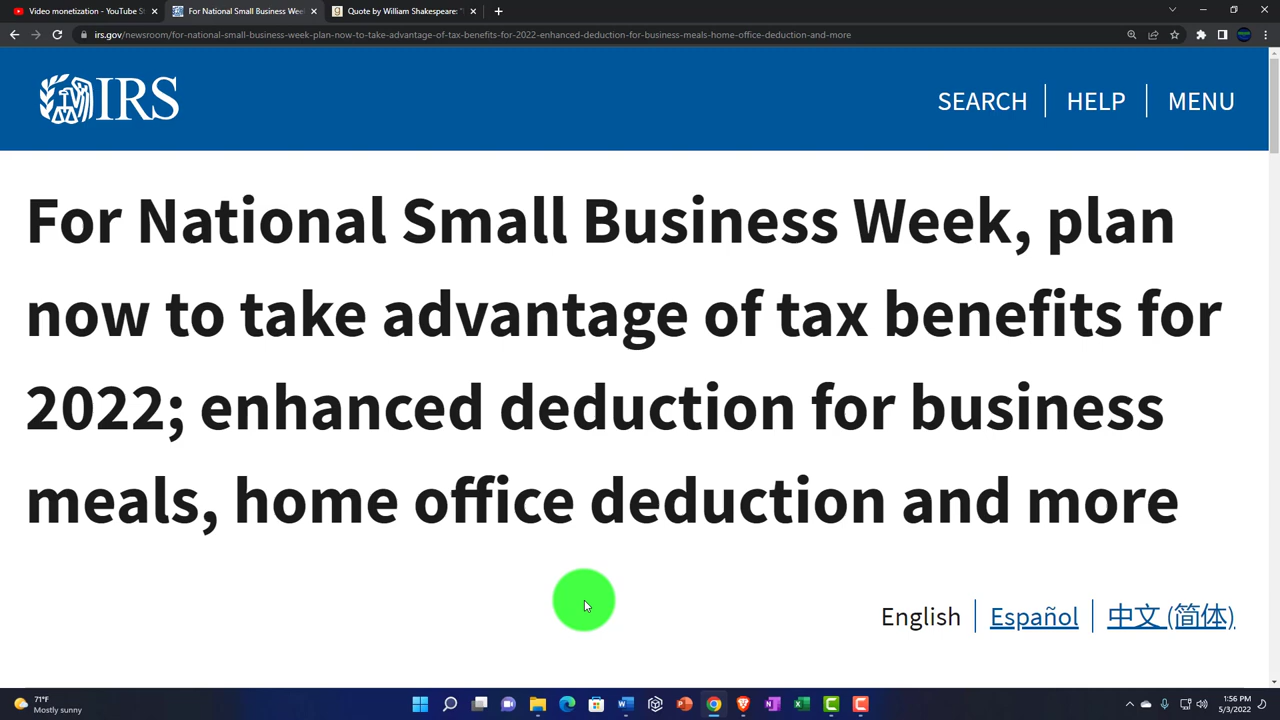 Video monetization - YouTube St
For National Small Business Wee
Quote by William Shakespeare: "
irs.gov/newsroom/for-national-small-business-week-plan-now-to-take-advantage-of-tax-benefits-for-2022-enhanced-deduction-for-business-meals-home-office-deduction-and-more
IRS
SEARCH
HELP
MENU
For National Small Business Week, plan
now to take advantage of tax benefits for
2022; enhanced deduction for business
meals, home office deduction and more
English
Español
中文 (简体)
71°F
Mostly sunny
1:56 PM
5/3/2022